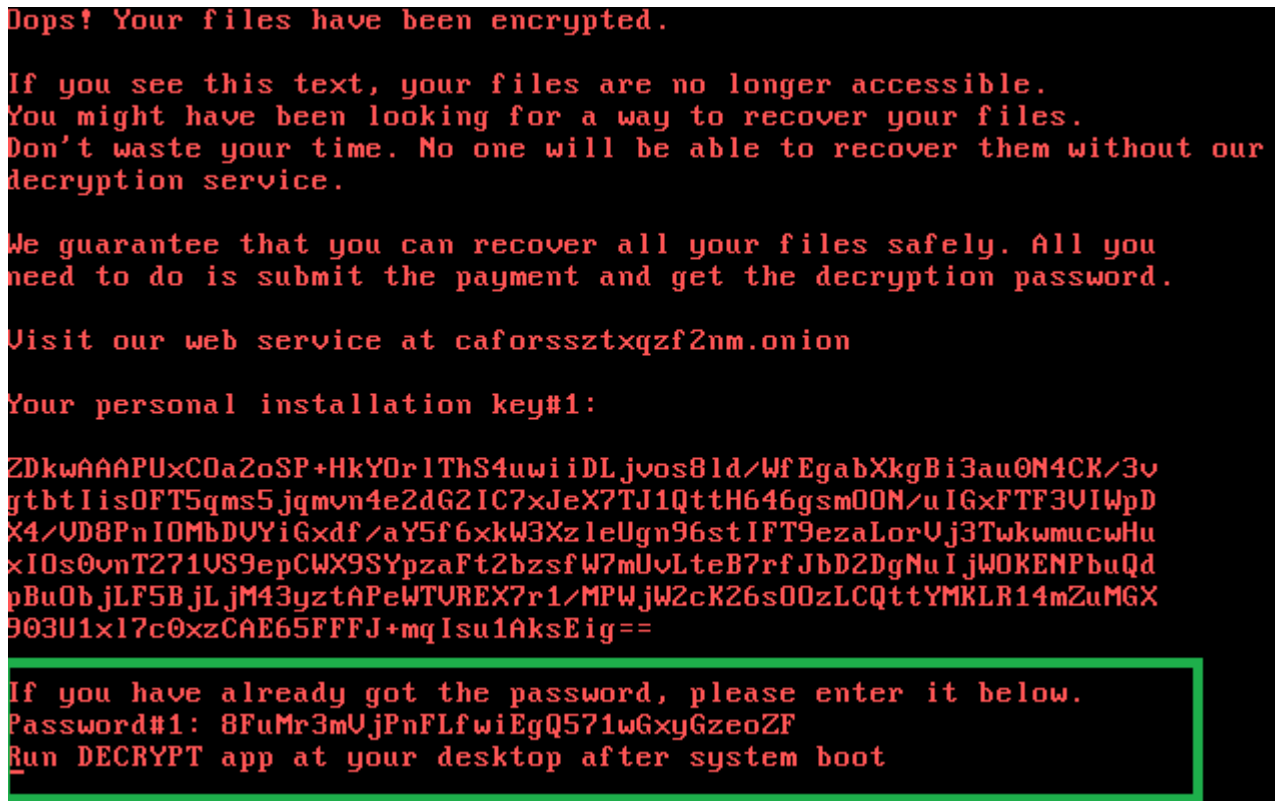 Oops! Your files have been encrypted.
If you see this text, your files are no longer accessible.
You might have been looking for a way to recover your files.
Don't waste your time. No one will be able to recover them without our
decryption service.
We guarantee that you can recover all your files safely. All you
need to do is submit the payment and get the decryption password.
Visit our web service at caforssztxqzf2nm.onion
Your personal installation key#1:
ZDkwAAAPUxCOa2oSP+HkYOrlThS4uwiiDLjvos8ld/WfEgabXkgBi3au0N4CK/3v
gtbtIisOFT5qms5jqmvn4e2dG2IC7xJeX7TJ1QttH646gsmOON/uIGxFTF3VIWpD
X4/VD8PnIOMbDVYiGxdf/aY5f6xkW3XzleUgn96stIFT9ezaLorVj3TwkwmucwHu
xIOs0vnT271VS9epCWX9SYpzaFt2bzsfW7mUvLteB7rfJbD2DgNuIjWOKENPbuQd
pBuObjLF5BjLjM43yztAPeWTVREX7r1/MPWjW2cK26sOOzLCQttYMKLR14mZuMGX
903U1xl7c0xzCAE65FFFJ+mqIsu1AksEig==
If you have already got the password, please enter it below.
Password#1: 8FuMr3mVjPnFLfwiEgQ571wGxyGzeoZF
Run DECRYPT app at your desktop after system boot